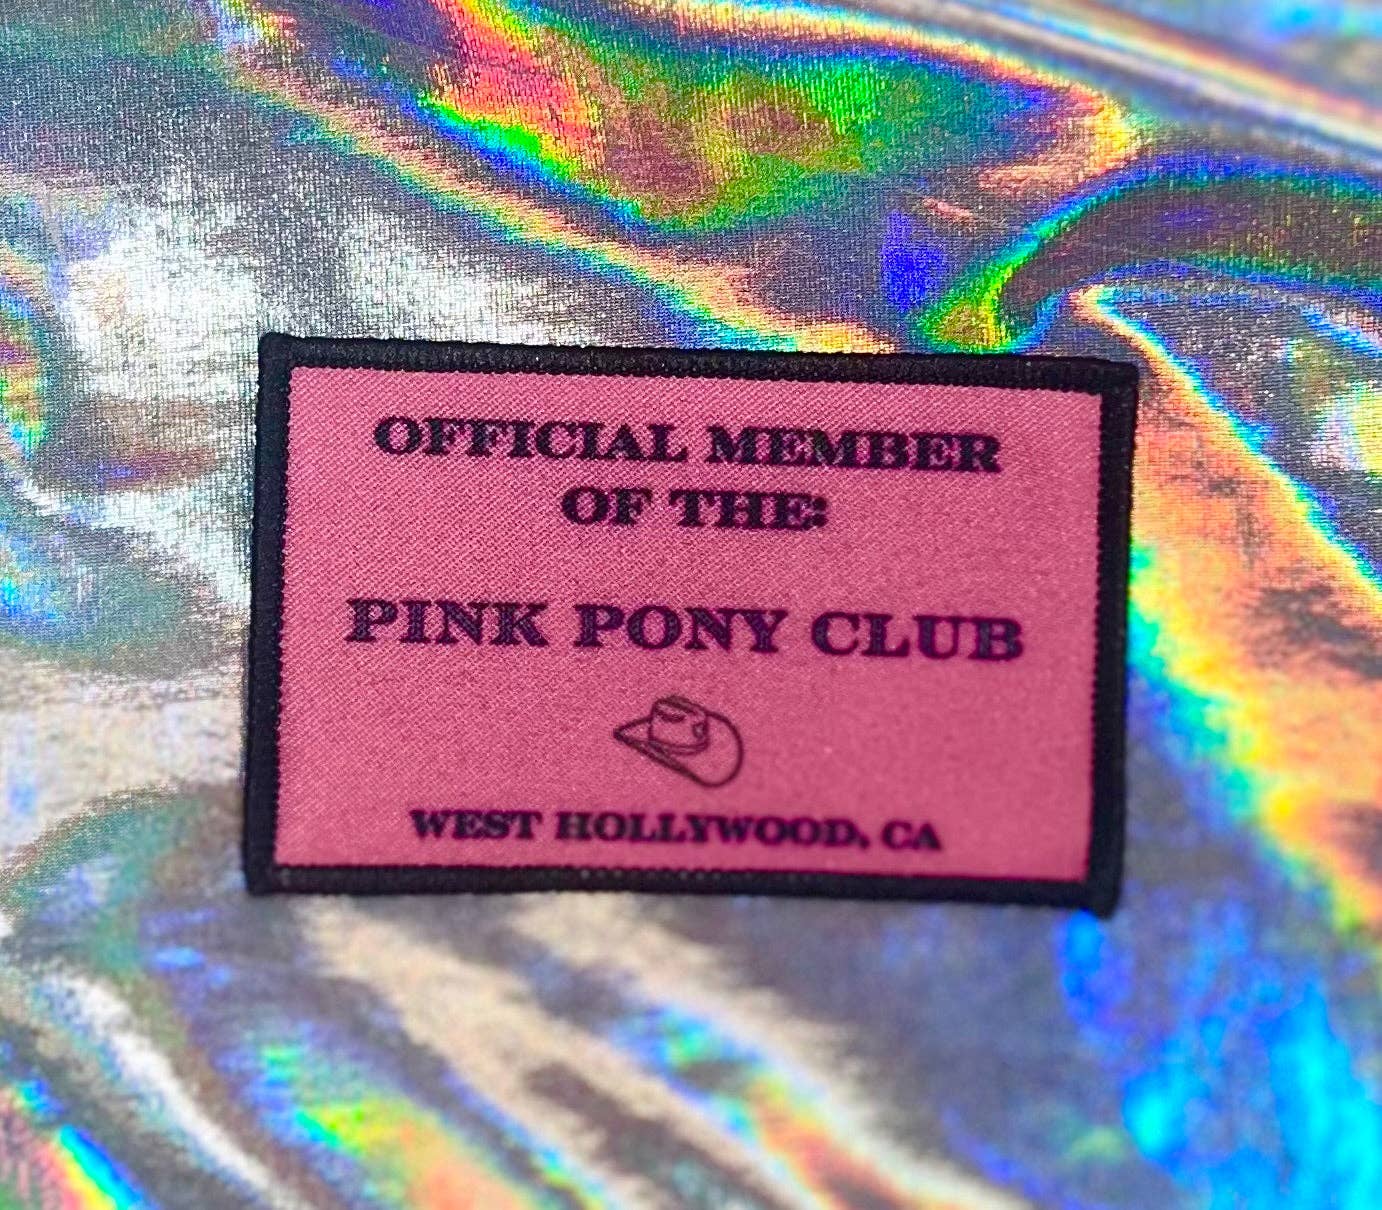 OFFICIAL MEMBER
OF THE:
PINK PONY CLUB
WEST HOLLYWOOD, CA